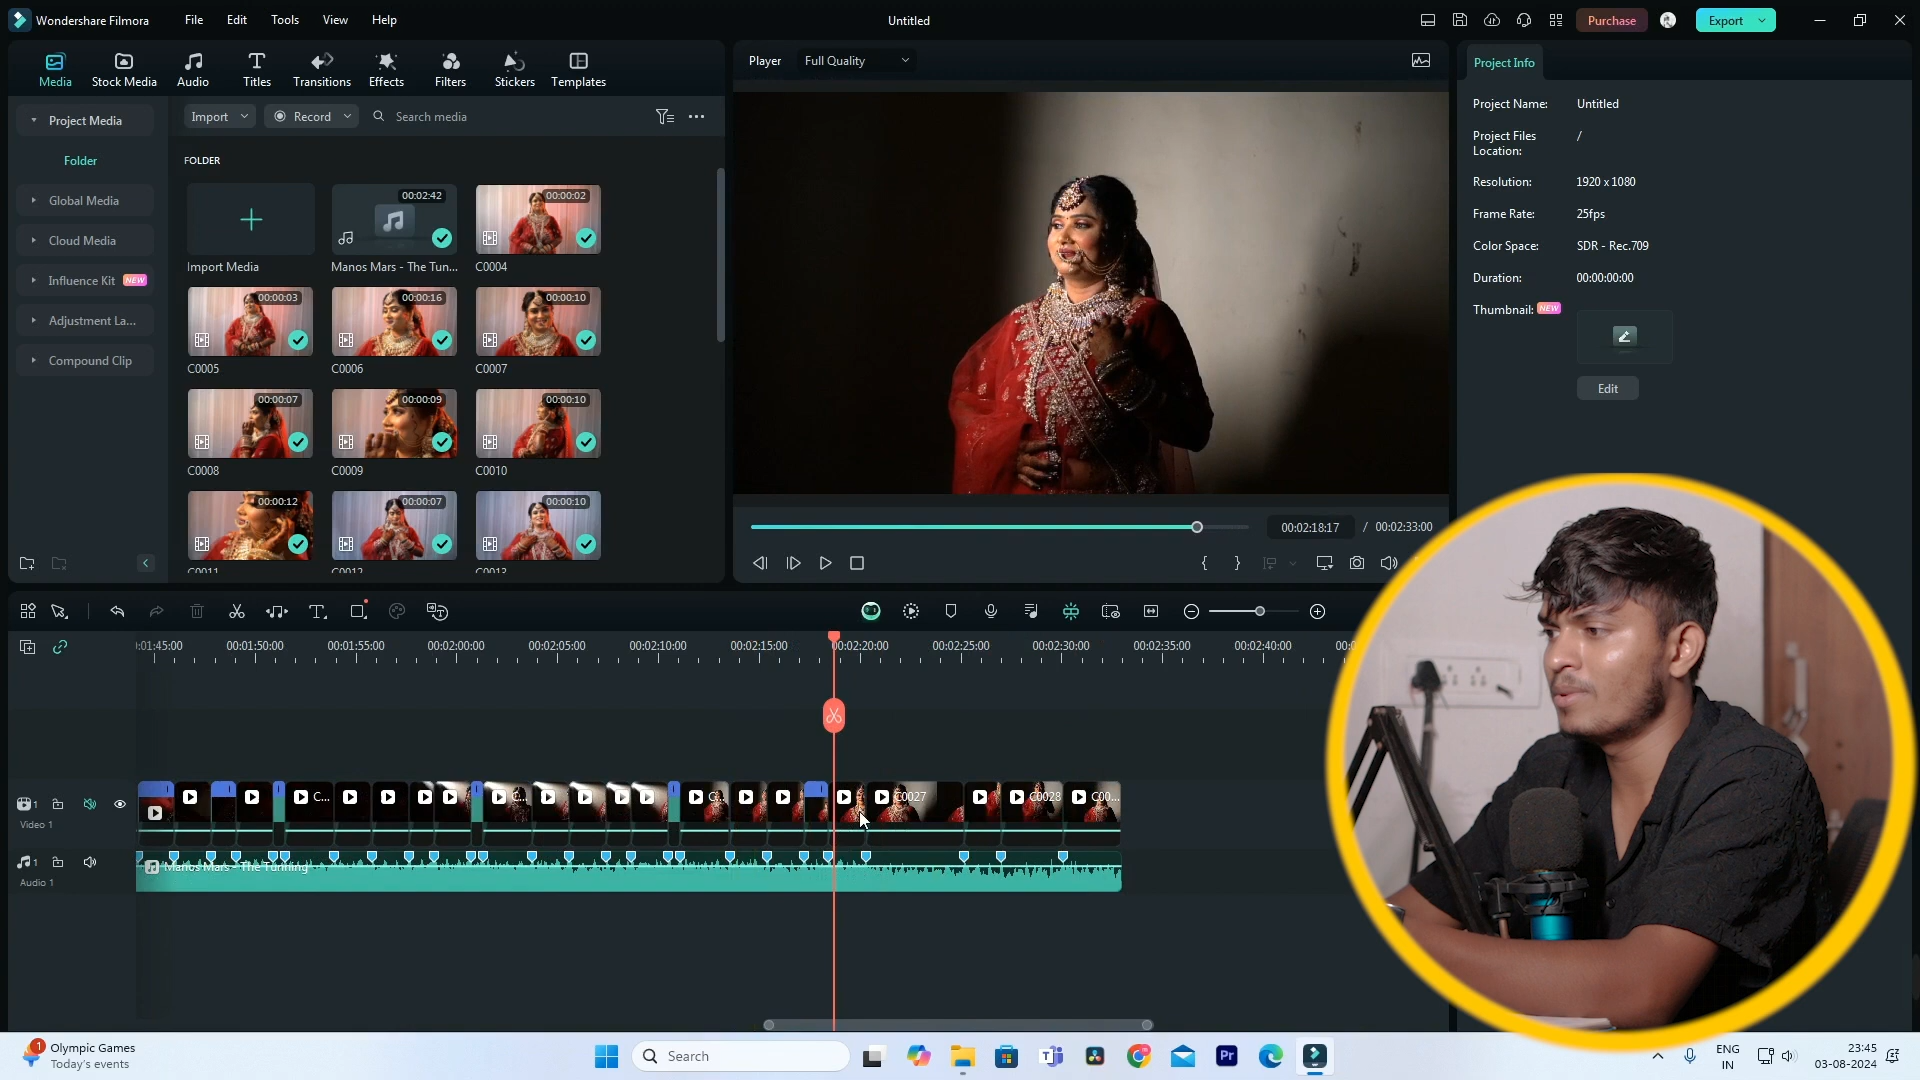 Wondershare Filmora
File
Edit
Tools
View
Help
Untitled
Purchase
Export
Media
Stock Media
Audio
Titles
Transitions
Effects
Filters
Stickers
Templates
Player
Full Quality
Project Info
Project Media
Folder
Global Media
Cloud Media
Influence Kit NEW
Adjustment La...
Compound Clip
Import
Record
Search media
FOLDER
Import Media
00:02:42
Manos Mars - The Tun...
00:00:02
C0004
00:00:03
C0005
00:00:16
C0006
00:00:10
C0007
00:00:07
C0008
00:00:09
C0009
00:00:10
C0010
00:00:12
C0011
00:00:07
C0012
00:00:10
C0013
00:02:18:17 / 00:02:33:00
Project Name: Untitled
Project Files
Location: /
Resolution: 1920 x 1080
Frame Rate: 25fps
Color Space: SDR - Rec.709
Duration: 00:00:00:00
Thumbnail: NEW
Edit
:01:45:00
00:01:50:00
00:01:55:00
00:02:00:00
00:02:05:00
00:02:10:00
00:02:15:00
00:02:20:00
00:02:25:00
00:02:30:00
00:02:35:00
00:02:40:00
1
Video 1
C...
C0027
C0028
C00...
1
Audio 1
Manos Mars - The Tunning
1
Olympic Games
Today's events
Search
Pr
ENG
IN
23:45
03-08-2024